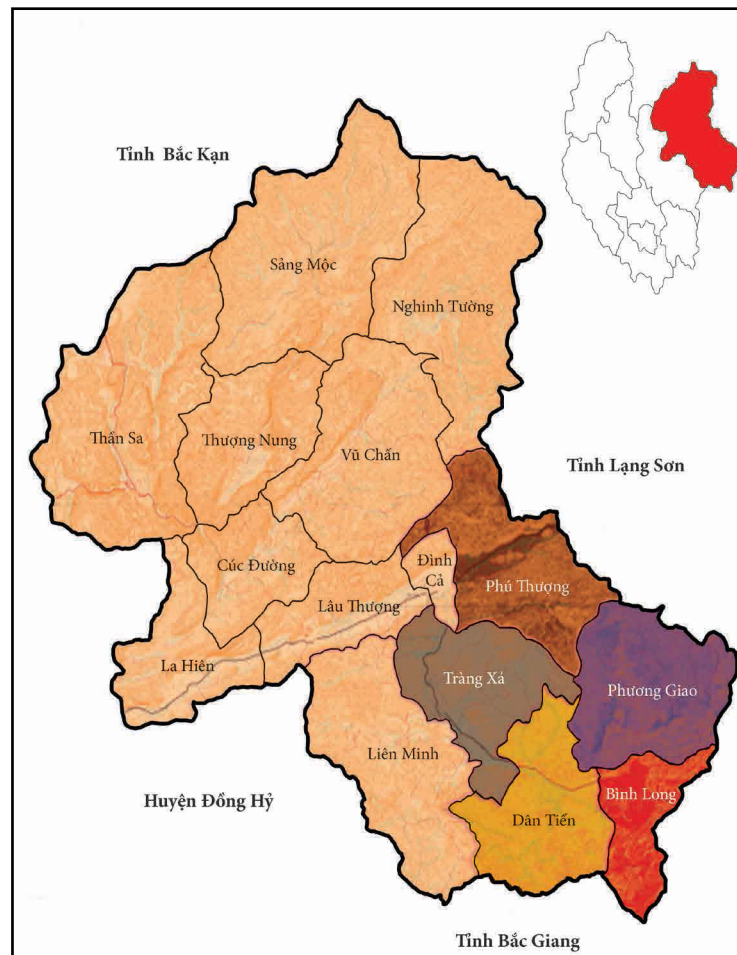 Tỉnh Bắc Kạn
Sảng Mộc
Nghinh Tường
Thần Sa
Thượng Nung
Vũ Chấn
Tỉnh Lạng Sơn
Cúc Đường
Đình
Cả
Phú Thượng
Lâu Thượng
La Hiên
Tràng Xá
Phương Giao
Liên Minh
Huyện Đồng Hỷ
Bình Long
Dân Tiến
Tỉnh Bắc Giang